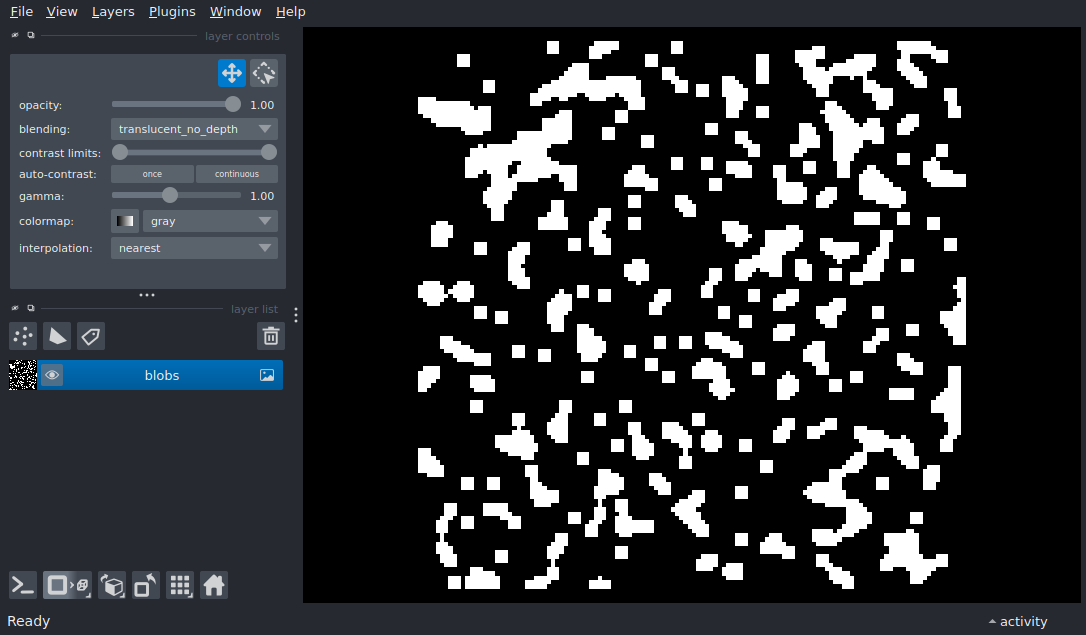 File View Layers Plugins Window Help
layer controls
opacity: 1.00
blending: translucent_no_depth
contrast limits:
auto-contrast: once continuous
gamma: 1.00
colormap: gray
interpolation: nearest
layer list
blobs
Ready activity